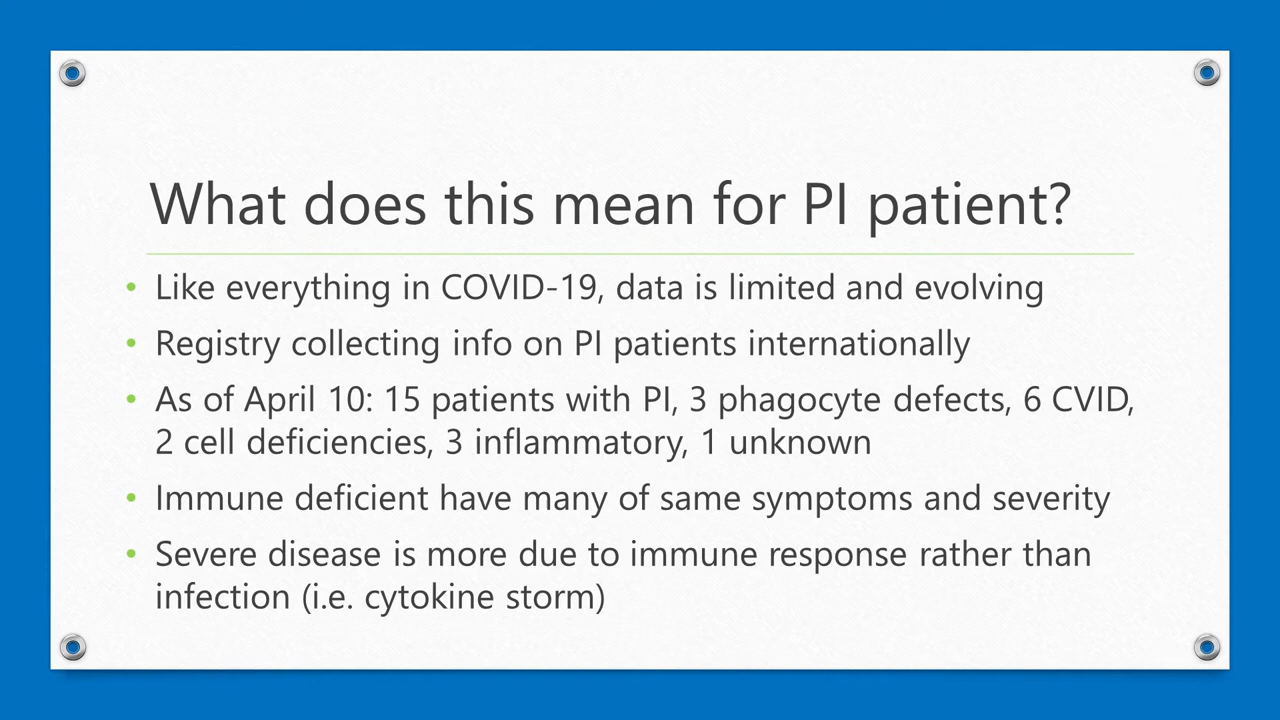 What does this mean for PI patient?
• Like everything in COVID-19, data is limited and evolving
• Registry collecting info on PI patients internationally
• As of April 10: 15 patients with PI, 3 phagocyte defects, 6 CVID,
2 cell deficiencies, 3 inflammatory, 1 unknown
• Immune deficient have many of same symptoms and severity
• Severe disease is more due to immune response rather than
infection (i.e. cytokine storm)